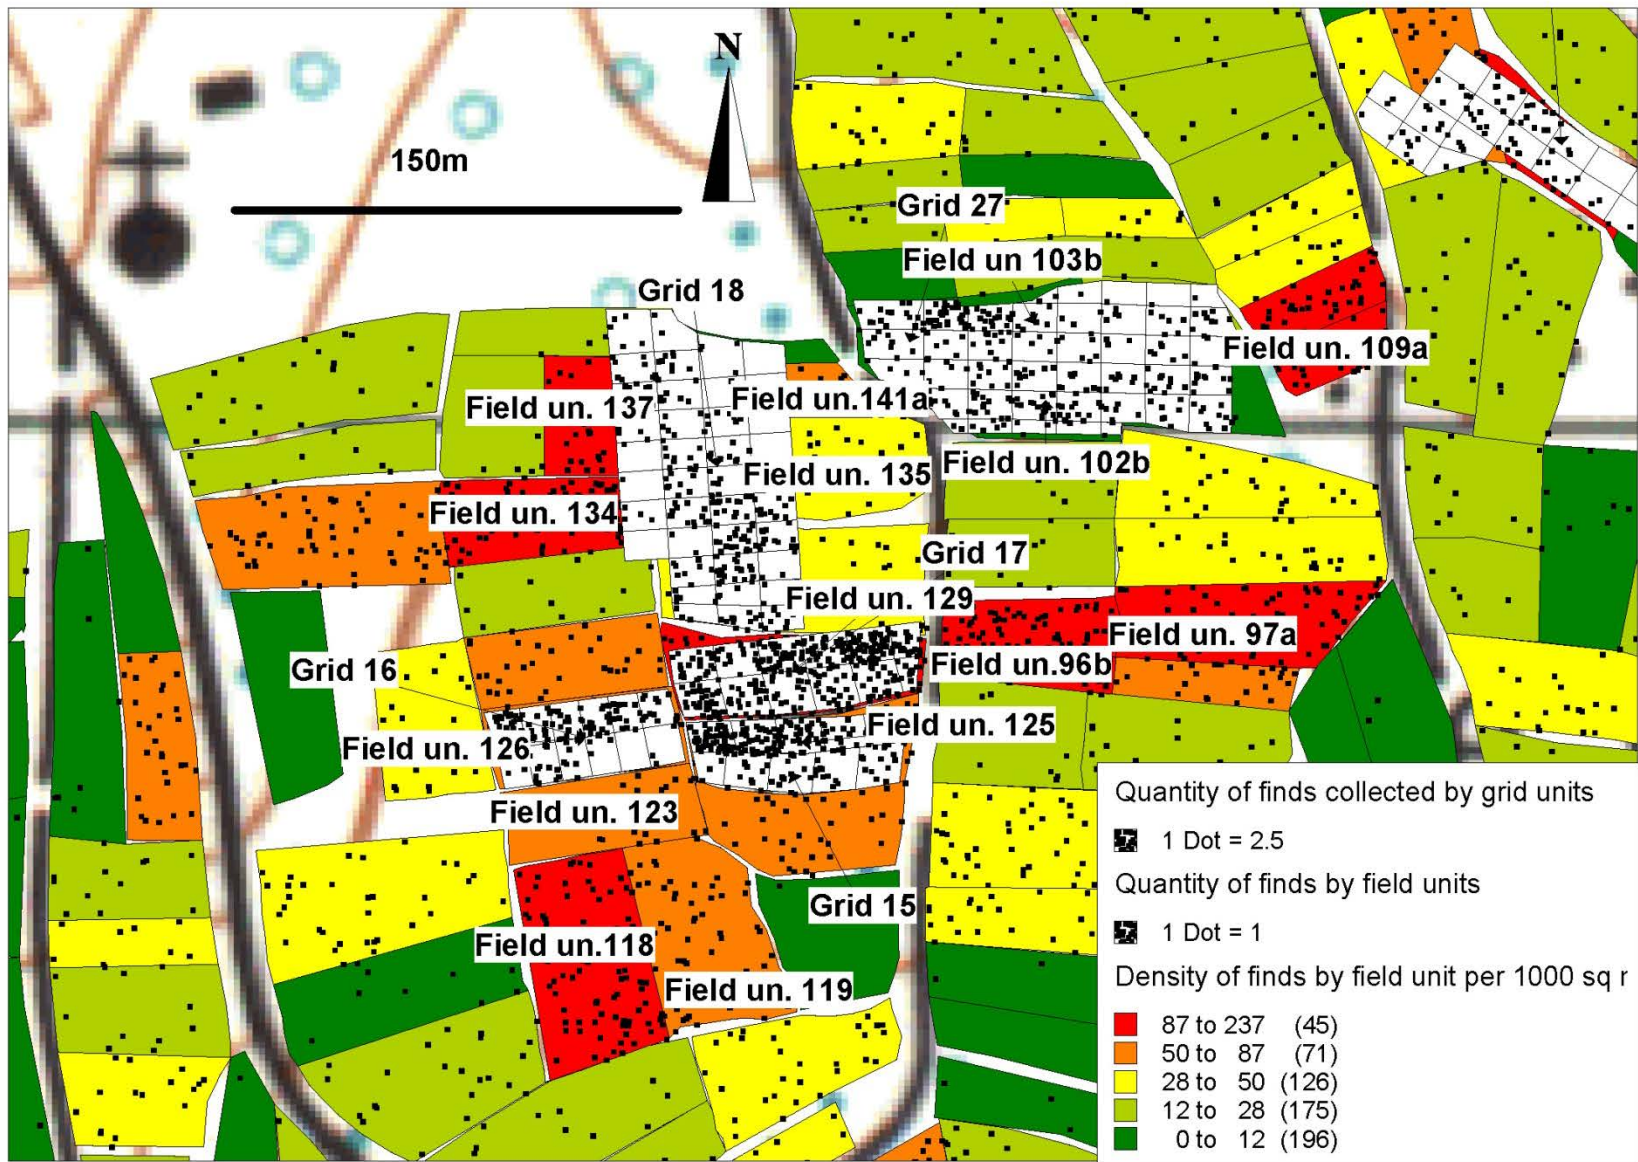 N
150m
Grid 27
Field un 103b
Grid 18
Field un. 109a
Field un. 137
Field un.141a
Field un. 135
Field un. 102b
Field un. 134
Grid 17
Field un. 129
Field un. 97a
Grid 16
Field un.96b
Field un. 125
Field un. 126
Field un. 123
Grid 15
Field un.118
Field un. 119
Quantity of finds collected by grid units
1 Dot = 2.5
Quantity of finds by field units
1 Dot = 1
Density of finds by field unit per 1000 sq r
87 to 237 (45)
50 to 87 (71)
28 to 50 (126)
12 to 28 (175)
0 to 12 (196)